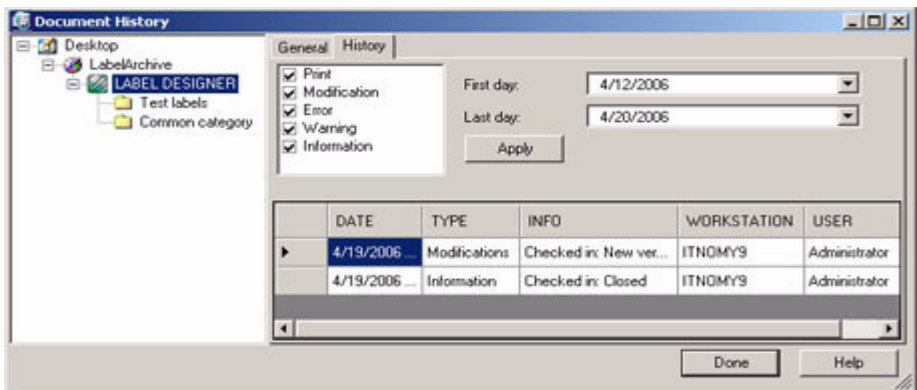 Document History
Desktop
LabelArchive
LABEL DESIGNER
Test labels
Common category
General History
Print
Modification
Error
Warning
Information
First day: 4/12/2006
Last day: 4/20/2006
Apply
DATE TYPE INFO WORKSTATION USER
4/19/2006 ... Modifications Checked in: New ver... ITNOMY9 Administrator
4/19/2006 ... Information Checked in: Closed ITNOMY9 Administrator
Done Help